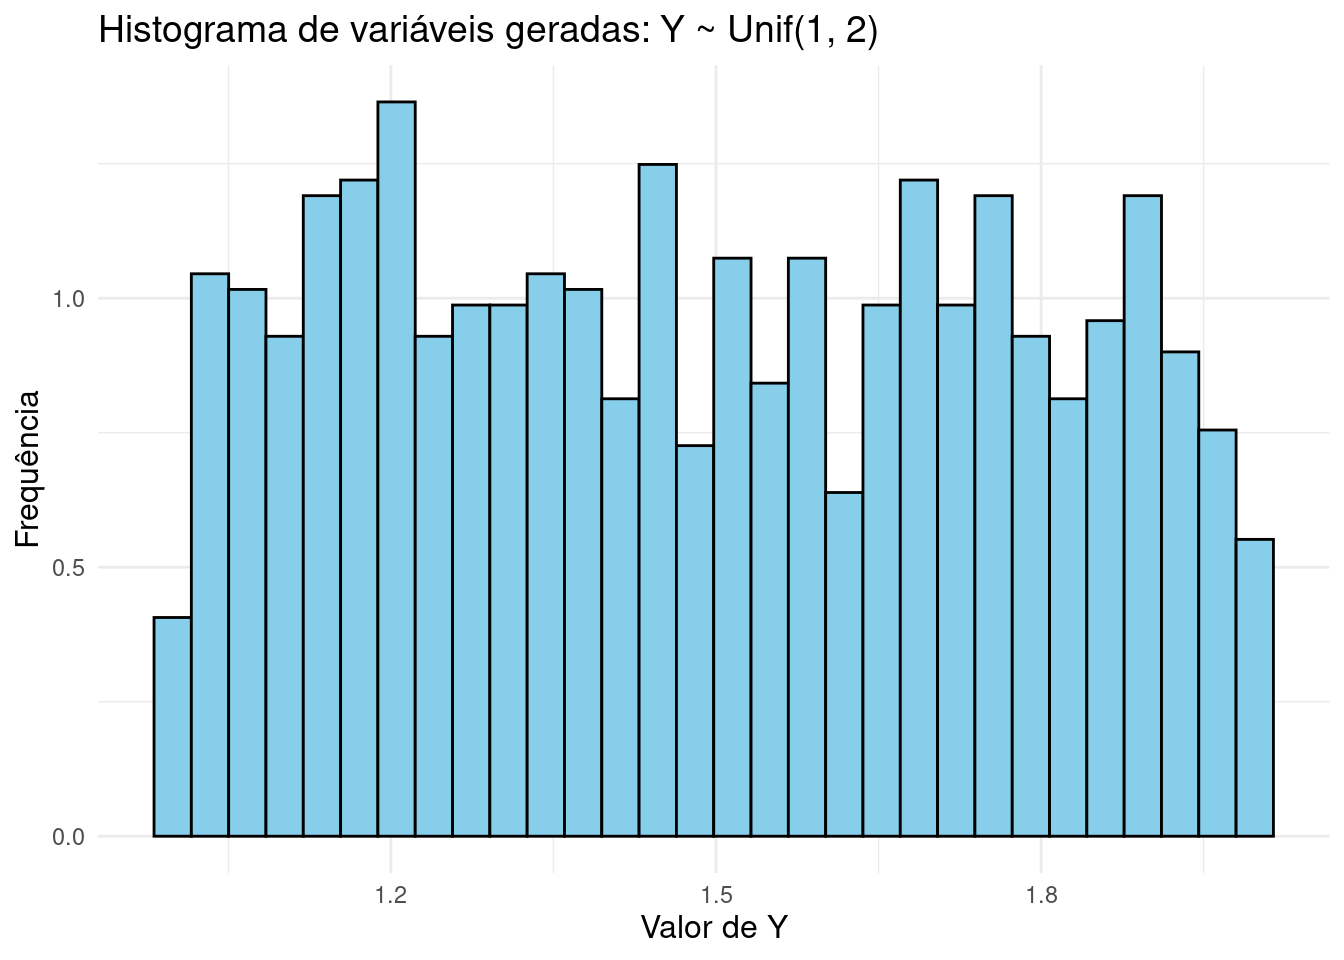 Histograma de variáveis geradas: Y ~ Unif(1, 2)
Frequência
1.0
0.5
0.0
1.2
1.5
1.8
Valor de Y